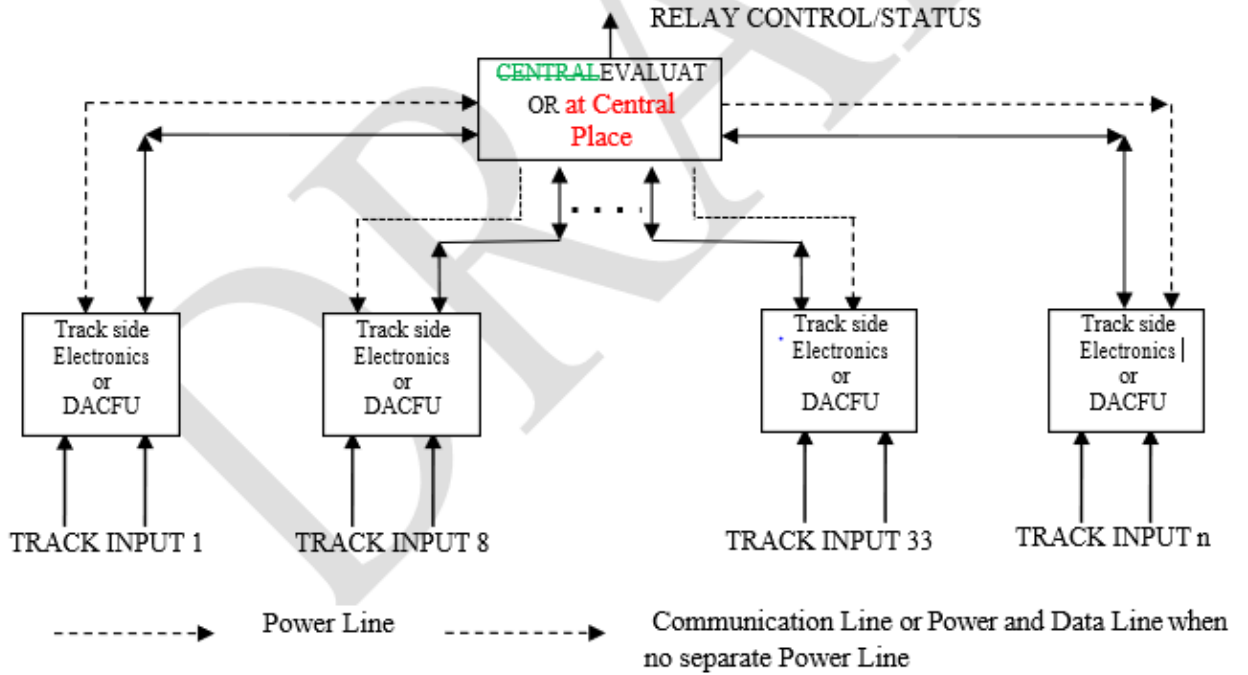 RELAY CONTROL/STATUS
CENTRALEVALUAT
OR at Central
Place
. . . .
Track side
Electronics
or
DACFU
Track side
Electronics
or
DACFU
Track side
Electronics
or
DACFU
Track side
Electronics
or
DACFU
TRACK INPUT 1
TRACK INPUT 8
TRACK INPUT 33
TRACK INPUT n
Power Line
Communication Line or Power and Data Line when
no separate Power Line
DRA